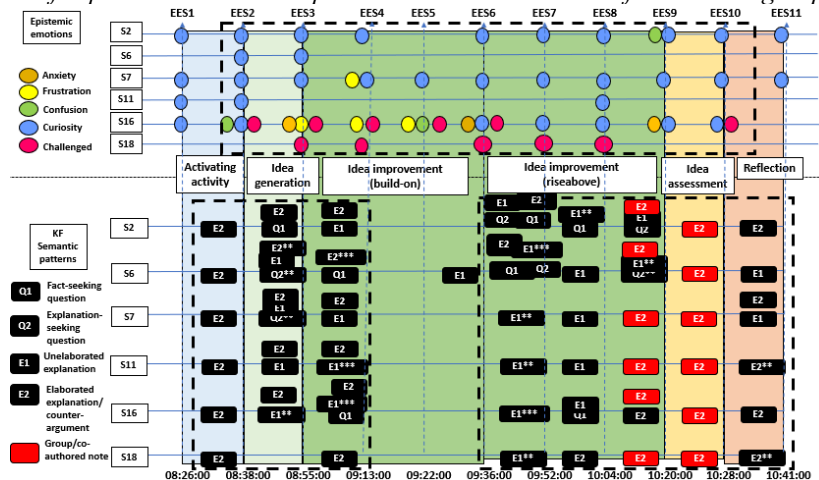 EES1 EES2 EES3 EES4 EES5 EES6 EES7 EES8 EES9 EES10 EES11
Epistemic
emotions
S2
S6
S7
S11
S16
S18
Anxiety
Frustration
Confusion
Curiosity
Challenged
Activating
activity
Idea
generation
Idea improvement
(build-on)
Idea improvement
(riseabove)
Idea
assessment
Reflection
KF
Semantic
patterns
Q1 Fact-seeking
question
Q2 Explanation-
seeking
question
E1 Unelaborated
explanation
E2 Elaborated
explanation/
counter-
argument
Group/co-
authored note
E2 E2 E1 E2 E2
E1**
S2 E2 Q1 E1 Q2 Q1 Q1 E1 Q2 E2 E2
E2** E2*** E2 E1*** E2
E1 E1**
S6 E2 Q2** Q1 E1 Q1 Q2 E1 E2 E1
E2 E2 E2
E1
S7 E2 Q2** E1 E1** E1 E2 E2 E1
E2 E2
S11 E2 E1 E1*** E1** E1 E2 E2 E2**
E2 E2 E2
E1*** E1
S16 E2 E1** Q1 E1*** Q1 E2 E2 E2
S18 E2 E2 E2 E1** E2 E2 E2 E2**
08:26:00 08:38:00 08:55:00 09:13:00 09:22:00 09:36:00 09:52:00 10:04:00 10:20:00 10:28:00 10:41:00